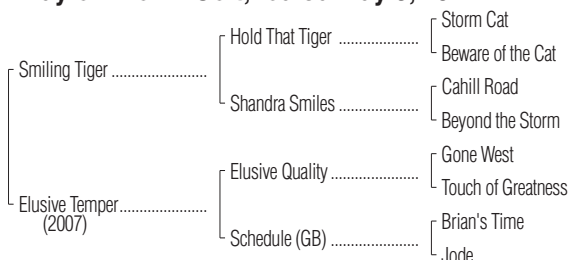 Storm Cat
Hold That Tiger ....................
Beware of the Cat
Smiling Tiger ........................
Cahill Road
Shandra Smiles ....................
Beyond the Storm
Gone West
Elusive Quality ......................
Touch of Greatness
Elusive Temper......................
(2007)
Brian's Time
Schedule (GB) ......................
Jode